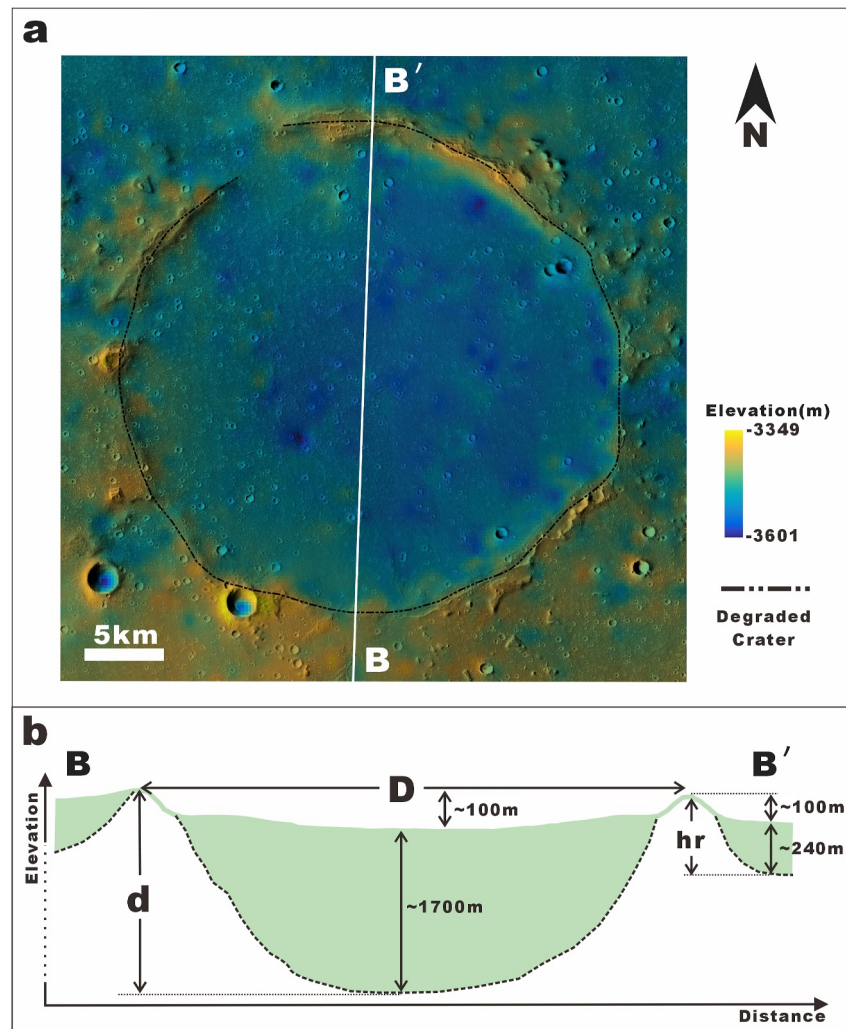 a
B′
N
Elevation(m)
-3349
-3601
Degraded
Crater
5km
B
b
B
B′
D
~100m
~100m
hr
~240m
Elevation
d
~1700m
Distance